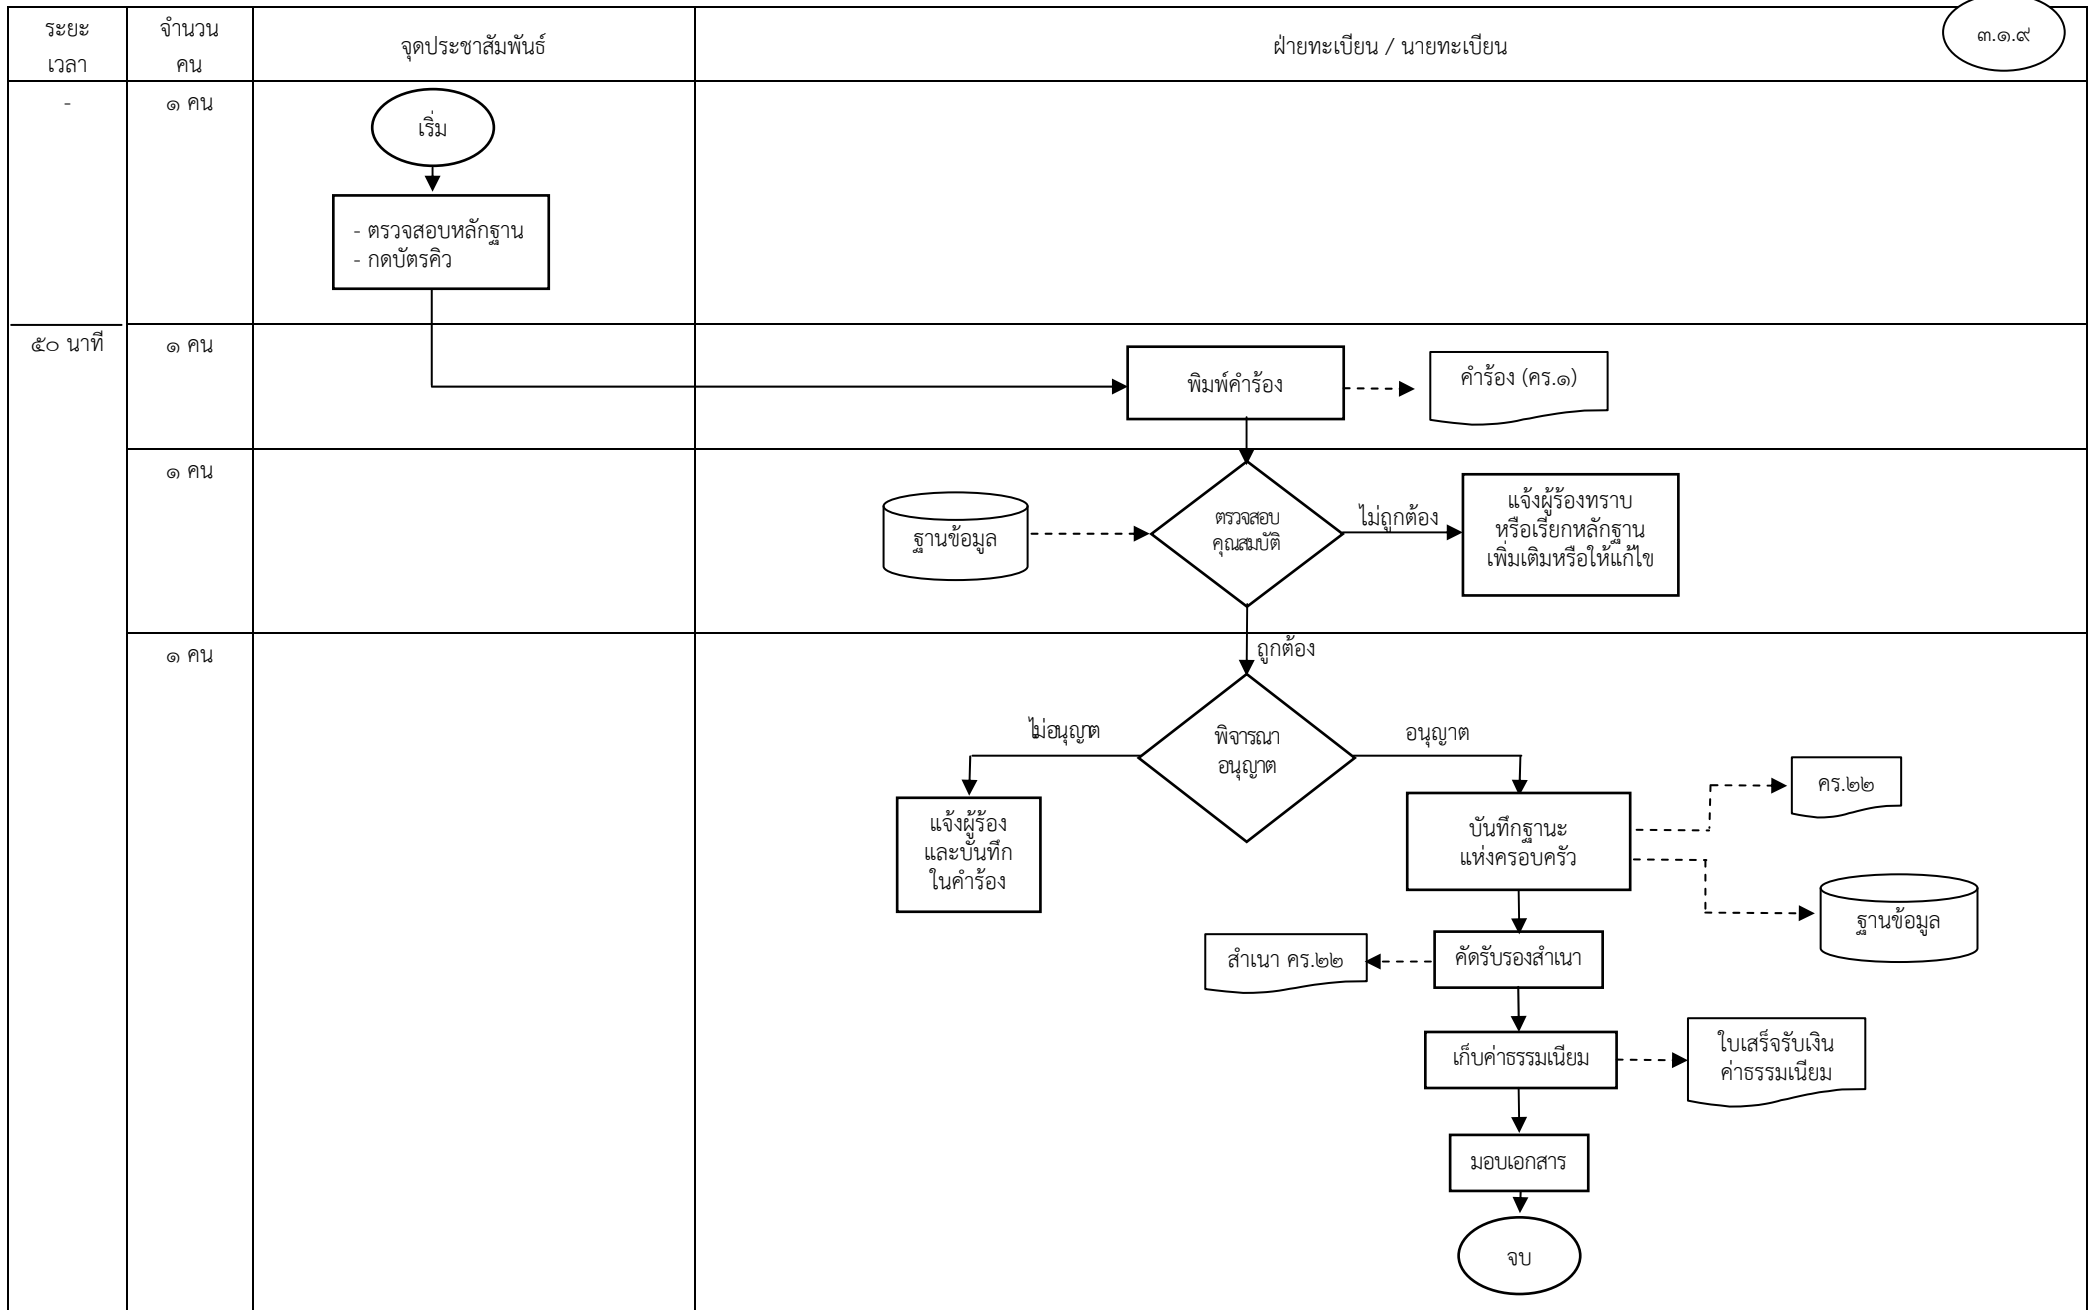 ระยะ
เวลา
จำนวน
คน
จุดประชาสัมพันธ์
ฝ่ายทะเบียน / นายทะเบียน
๓.๑.๙
-
๑ คน
เริ่ม
- ตรวจสอบหลักฐาน
- กดบัตรคิว
๕๐ นาที
๑ คน
พิมพ์คำร้อง
คำร้อง (คร.๑)
๑ คน
ฐานข้อมูล
ตรวจสอบ
คุณสมบัติ
ไม่ถูกต้อง
แจ้งผู้ร้องทราบ
หรือเรียกหลักฐาน
เพิ่มเติมหรือให้แก้ไข
๑ คน
ถูกต้อง
ไม่อนุญาต
พิจารณา
อนุญาต
อนุญาต
แจ้งผู้ร้อง
และบันทึก
ในคำร้อง
บันทึกฐานะ
แห่งครอบครัว
คร.๒๒
ฐานข้อมูล
สำเนา คร.๒๒
คัดรับรองสำเนา
เก็บค่าธรรมเนียม
ใบเสร็จรับเงิน
ค่าธรรมเนียม
มอบเอกสาร
จบ